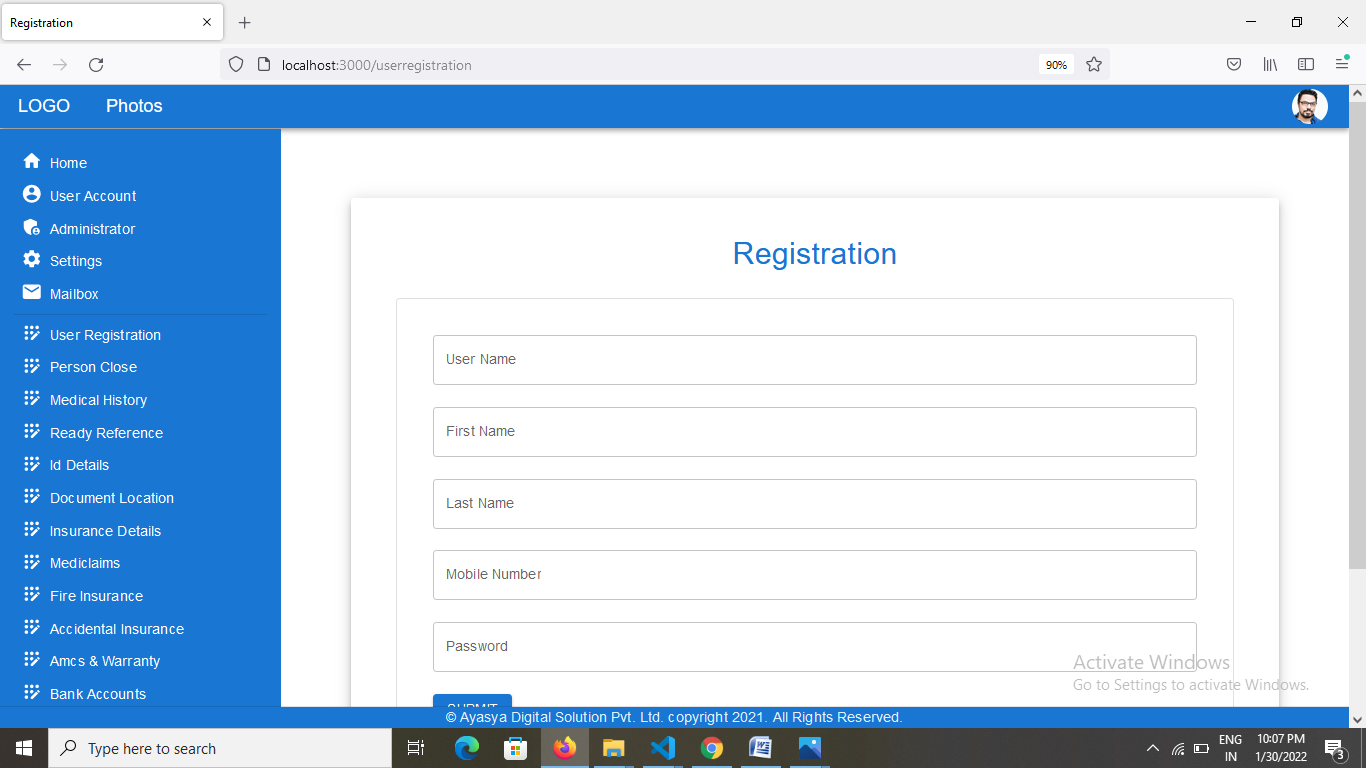 Registration
localhost:3000/userregistration
90%
LOGO
Photos
Home
User Account
Administrator
Settings
Mailbox
User Registration
Person Close
Medical History
Ready Reference
Id Details
Document Location
Insurance Details
Mediclaims
Fire Insurance
Accidental Insurance
Amcs & Warranty
Bank Accounts
Registration
User Name
First Name
Last Name
Mobile Number
Password
SUBMIT
Activate Windows
Go to Settings to activate Windows.
© Ayasya Digital Solution Pvt. Ltd. copyright 2021. All Rights Reserved.
Type here to search
W
ENG
IN
10:07 PM
1/30/2022
3